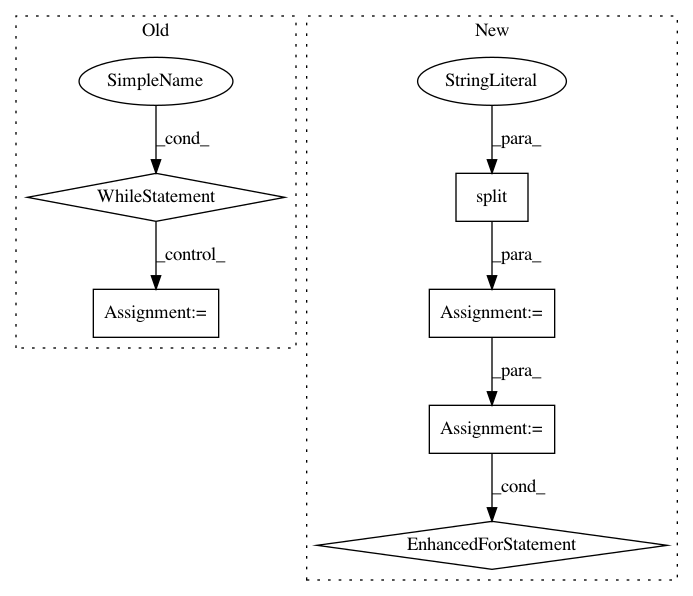 Old
SimpleName
_cond_
WhileStatement
_control_
Assignment:=
New
StringLiteral
_para_
split
_para_
Assignment:=
_para_
Assignment:=
_cond_
EnhancedForStatement